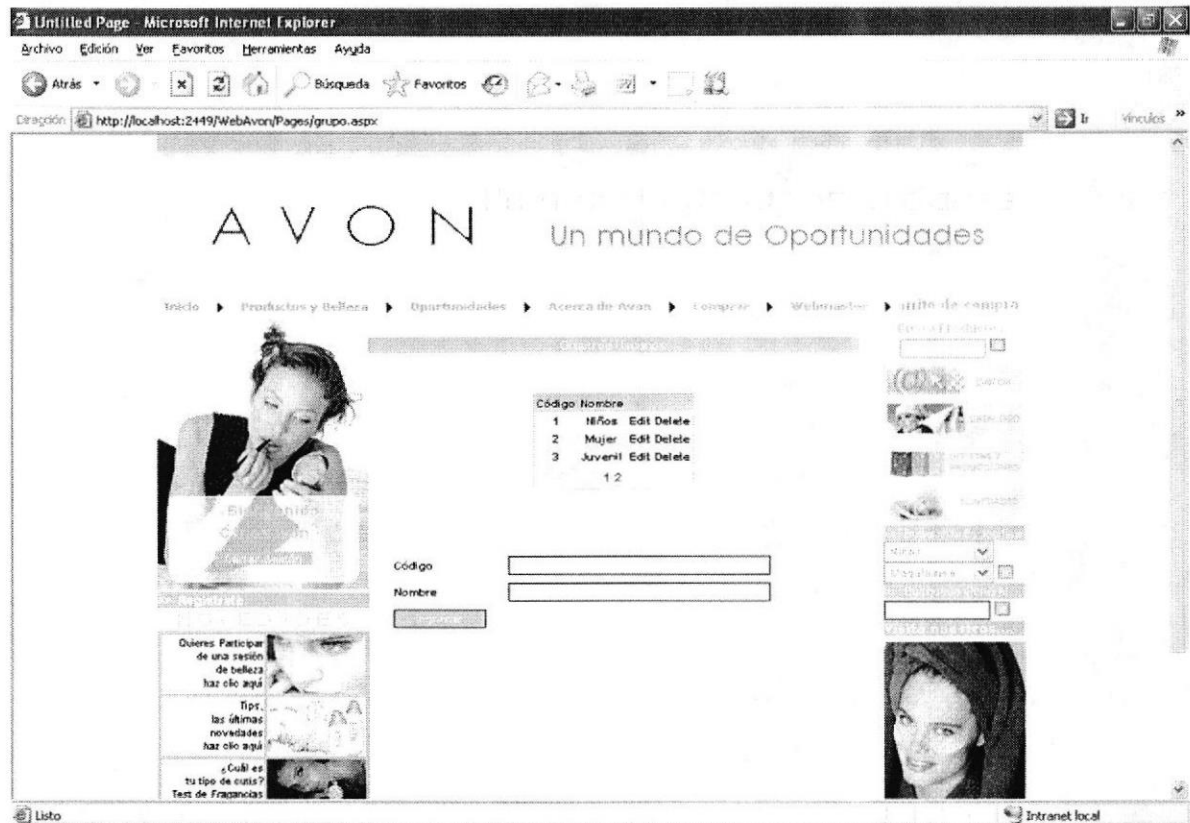 Untitled Page - Microsoft Internet Explorer
Archivo Edición Ver Favoritos Herramientas Ayuda
Atrás Búsqueda Favoritos
Dirección http://localhost:2449/WebAvon/Pages/grupo.aspx Ir Vínculos »
AVON Un mundo de Oportunidades
Inicio Productos y Belleza Oportunidades Acerca de Avon Comprar Webmaster rrito de compra
Código Nombre
1 Niños Edit Delete
2 Mujer Edit Delete
3 Juvenil Edit Delete
1 2
Código
Nombre
Regístrate
Quieres Participar
de una sesión
de belleza
haz clic aquí
Tips,
las últimas
novedades
haz clic aquí
¿Cuál es
tu tipo de cutis?
Test de Fragancias
Listo Intranet local